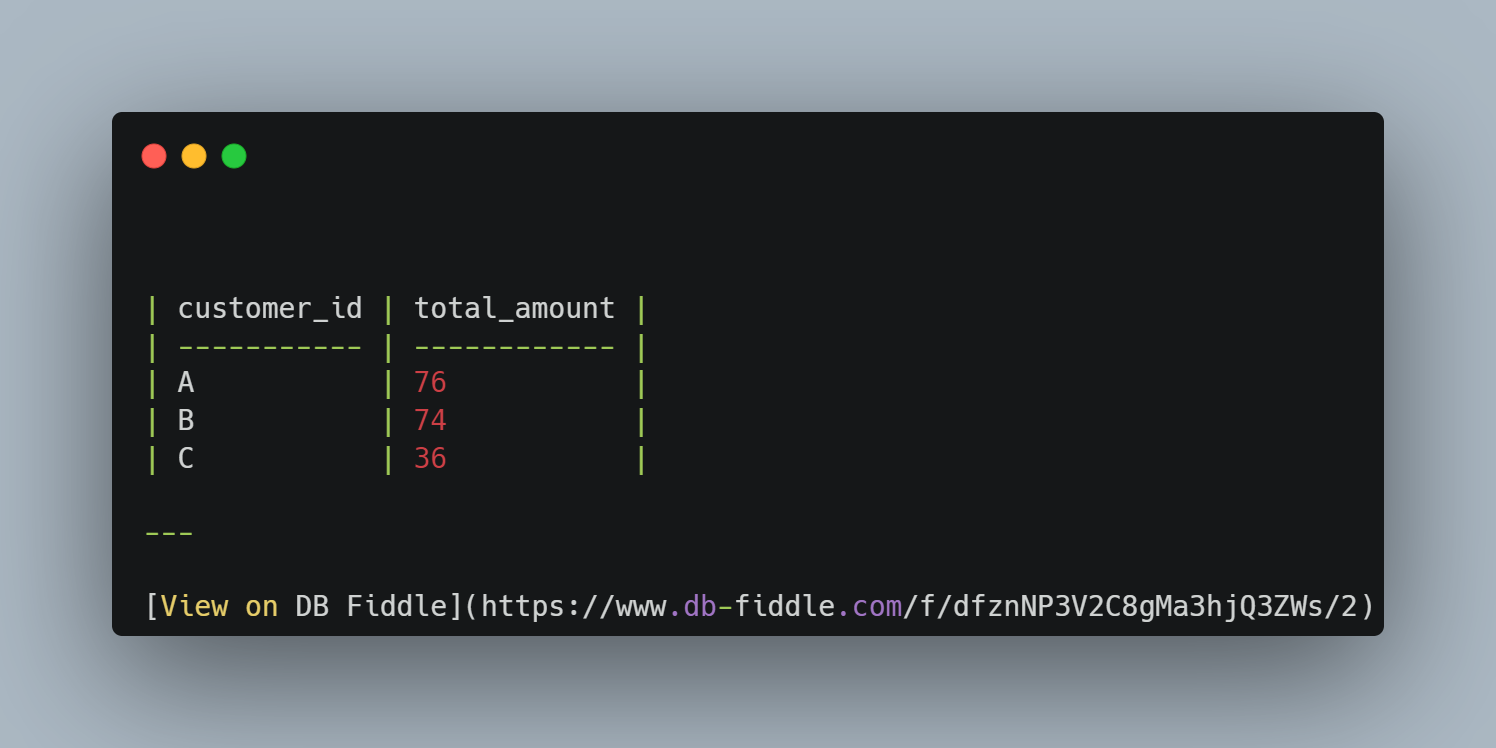 | customer_id | total_amount |
| ----------- | ------------ |
| A           | 76           |
| B           | 74           |
| C           | 36           |
---
[View on DB Fiddle](https://www.db-fiddle.com/f/dfznNP3V2C8gMa3hjQ3ZWs/2)